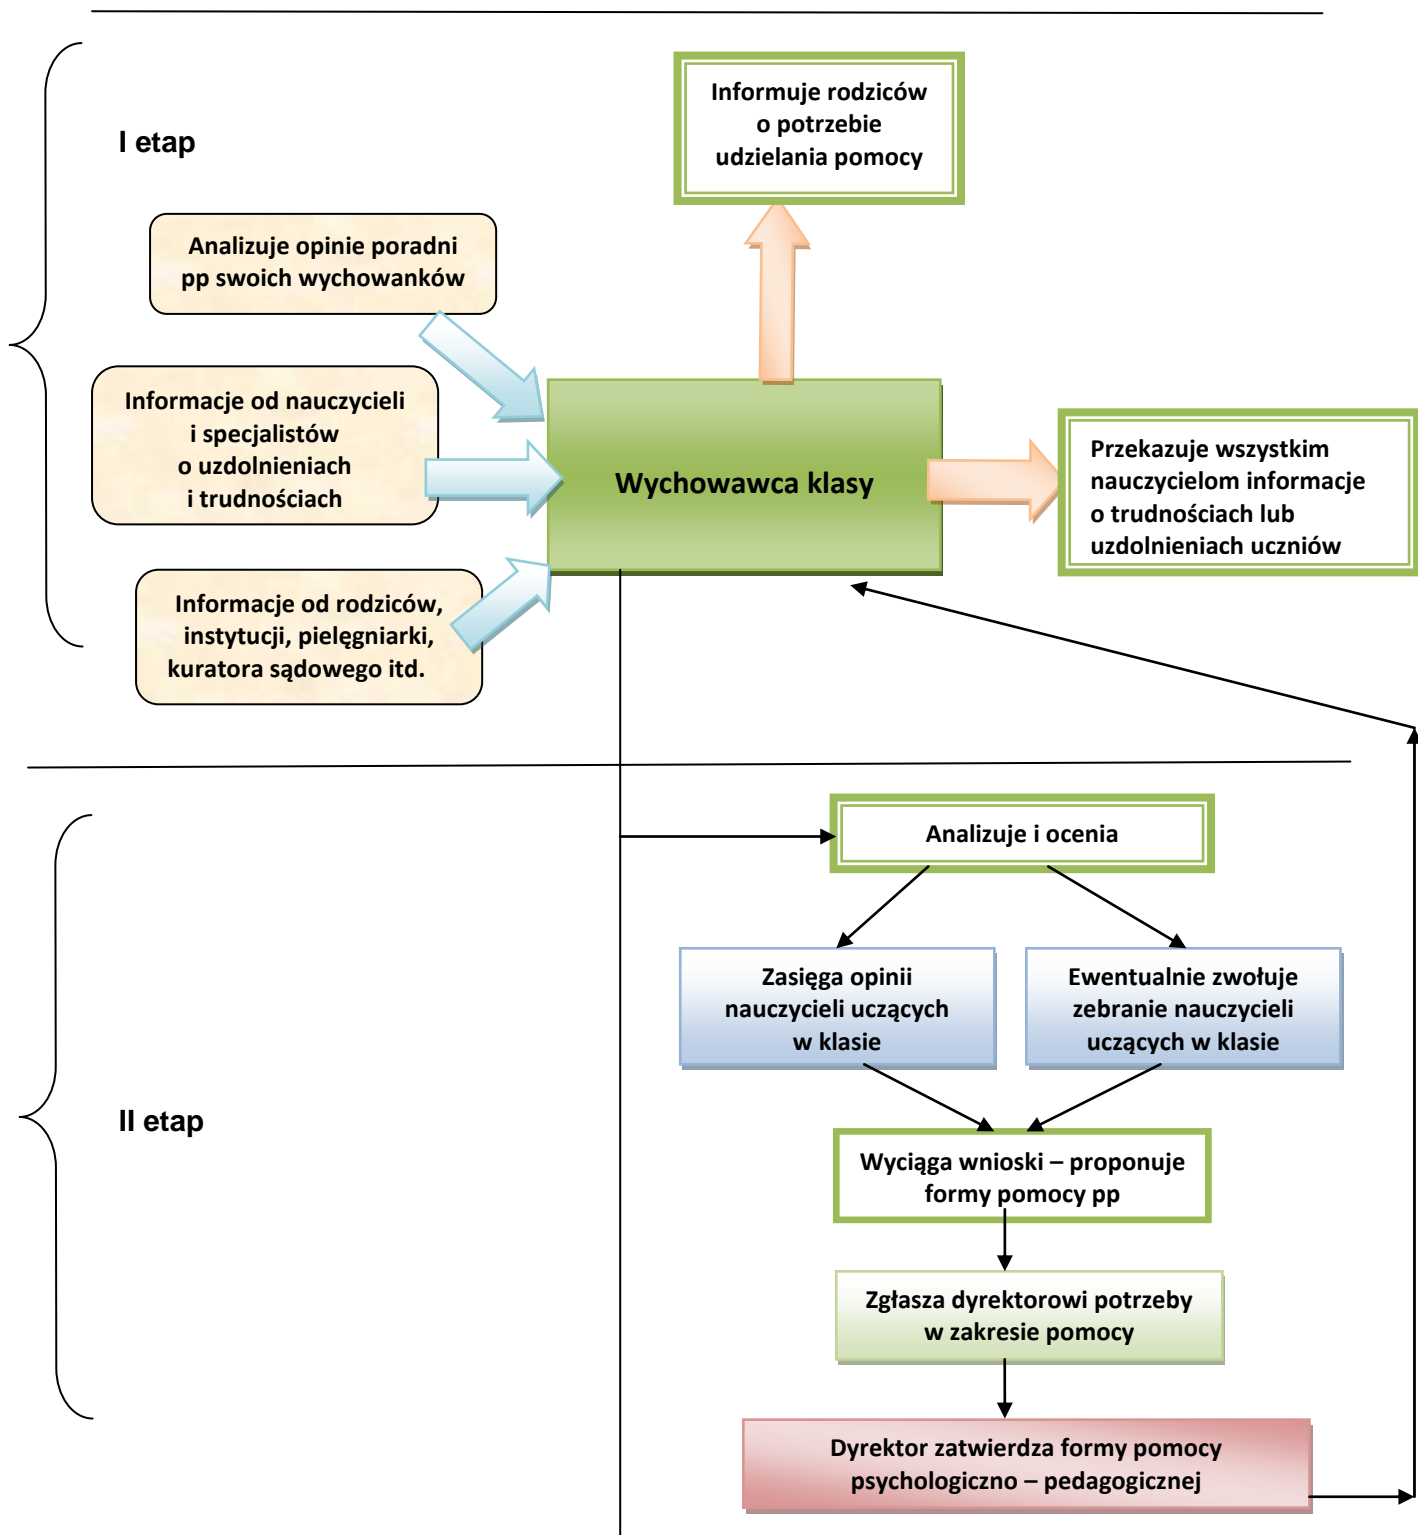 I etap
Informuje rodziców
o potrzebie
udzielania pomocy
Analizuje opinie poradni
pp swoich wychowanków
Informacje od nauczycieli
i specjalistów
o uzdolnieniach
i trudnościach
Wychowawca klasy
Przekazuje wszystkim
nauczycielom informacje
o trudnościach lub
uzdolnieniach uczniów
Informacje od rodziców,
instytucji, pielęgniarki,
kuratora sądowego itd.
II etap
Analizuje i ocenia
Zasięga opinii
nauczycieli uczących
w klasie
Ewentualnie zwołuje
zebranie nauczycieli
uczących w klasie
Wyciąga wnioski – proponuje
formy pomocy pp
Zgłasza dyrektorowi potrzeby
w zakresie pomocy
Dyrektor zatwierdza formy pomocy
psychologiczno – pedagogicznej